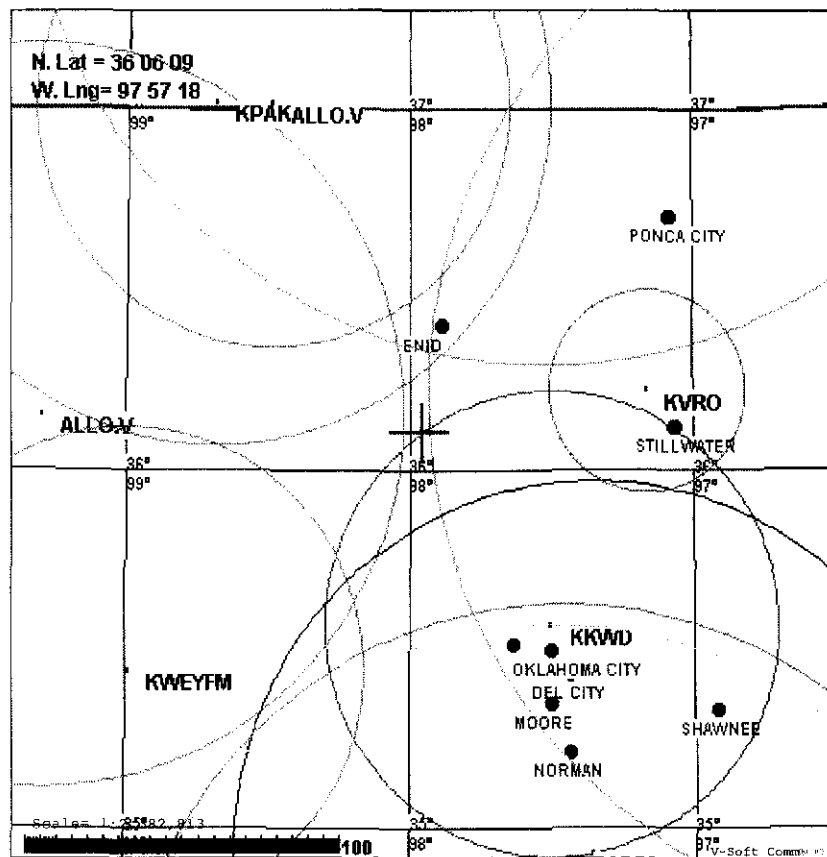 N. Lat = 36 06 09
W. Lng= 97 57 18
KPAKALLO.V
37°
37°
99°
98°
97°
PONCA CITY
ENID
ALLO.V
KVRO
STILLWATER
36°
36°
36°
99°
98°
97°
KKWD
OKLAHOMA CITY
KWEYFM
DEL CITY
MOORE
SHAWNEE
NORMAN
35°
35°
98°
97°
100
V-Soft